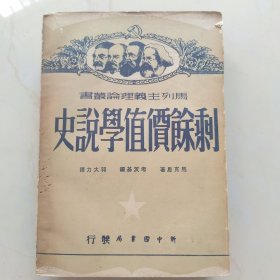 書叢論理義主列馬
史說學值價餘剩
譯力大郭 編基茨考 著思克馬
行發局書國中新